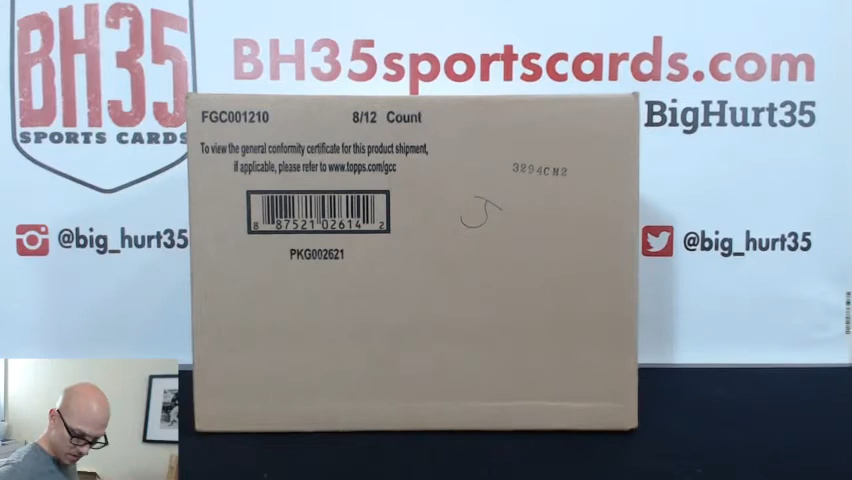 BH35
SPORTS CARDS
BH35sportscards.com
BigHurt35
@big_hurt35
@big_hurt35
FGC001210 8/12 Count
To view the general conformity certificate for this product shipment,
if applicable, please refer to www.topps.com/gcc
3294CM2
8 87521 02614 2
PKG002621